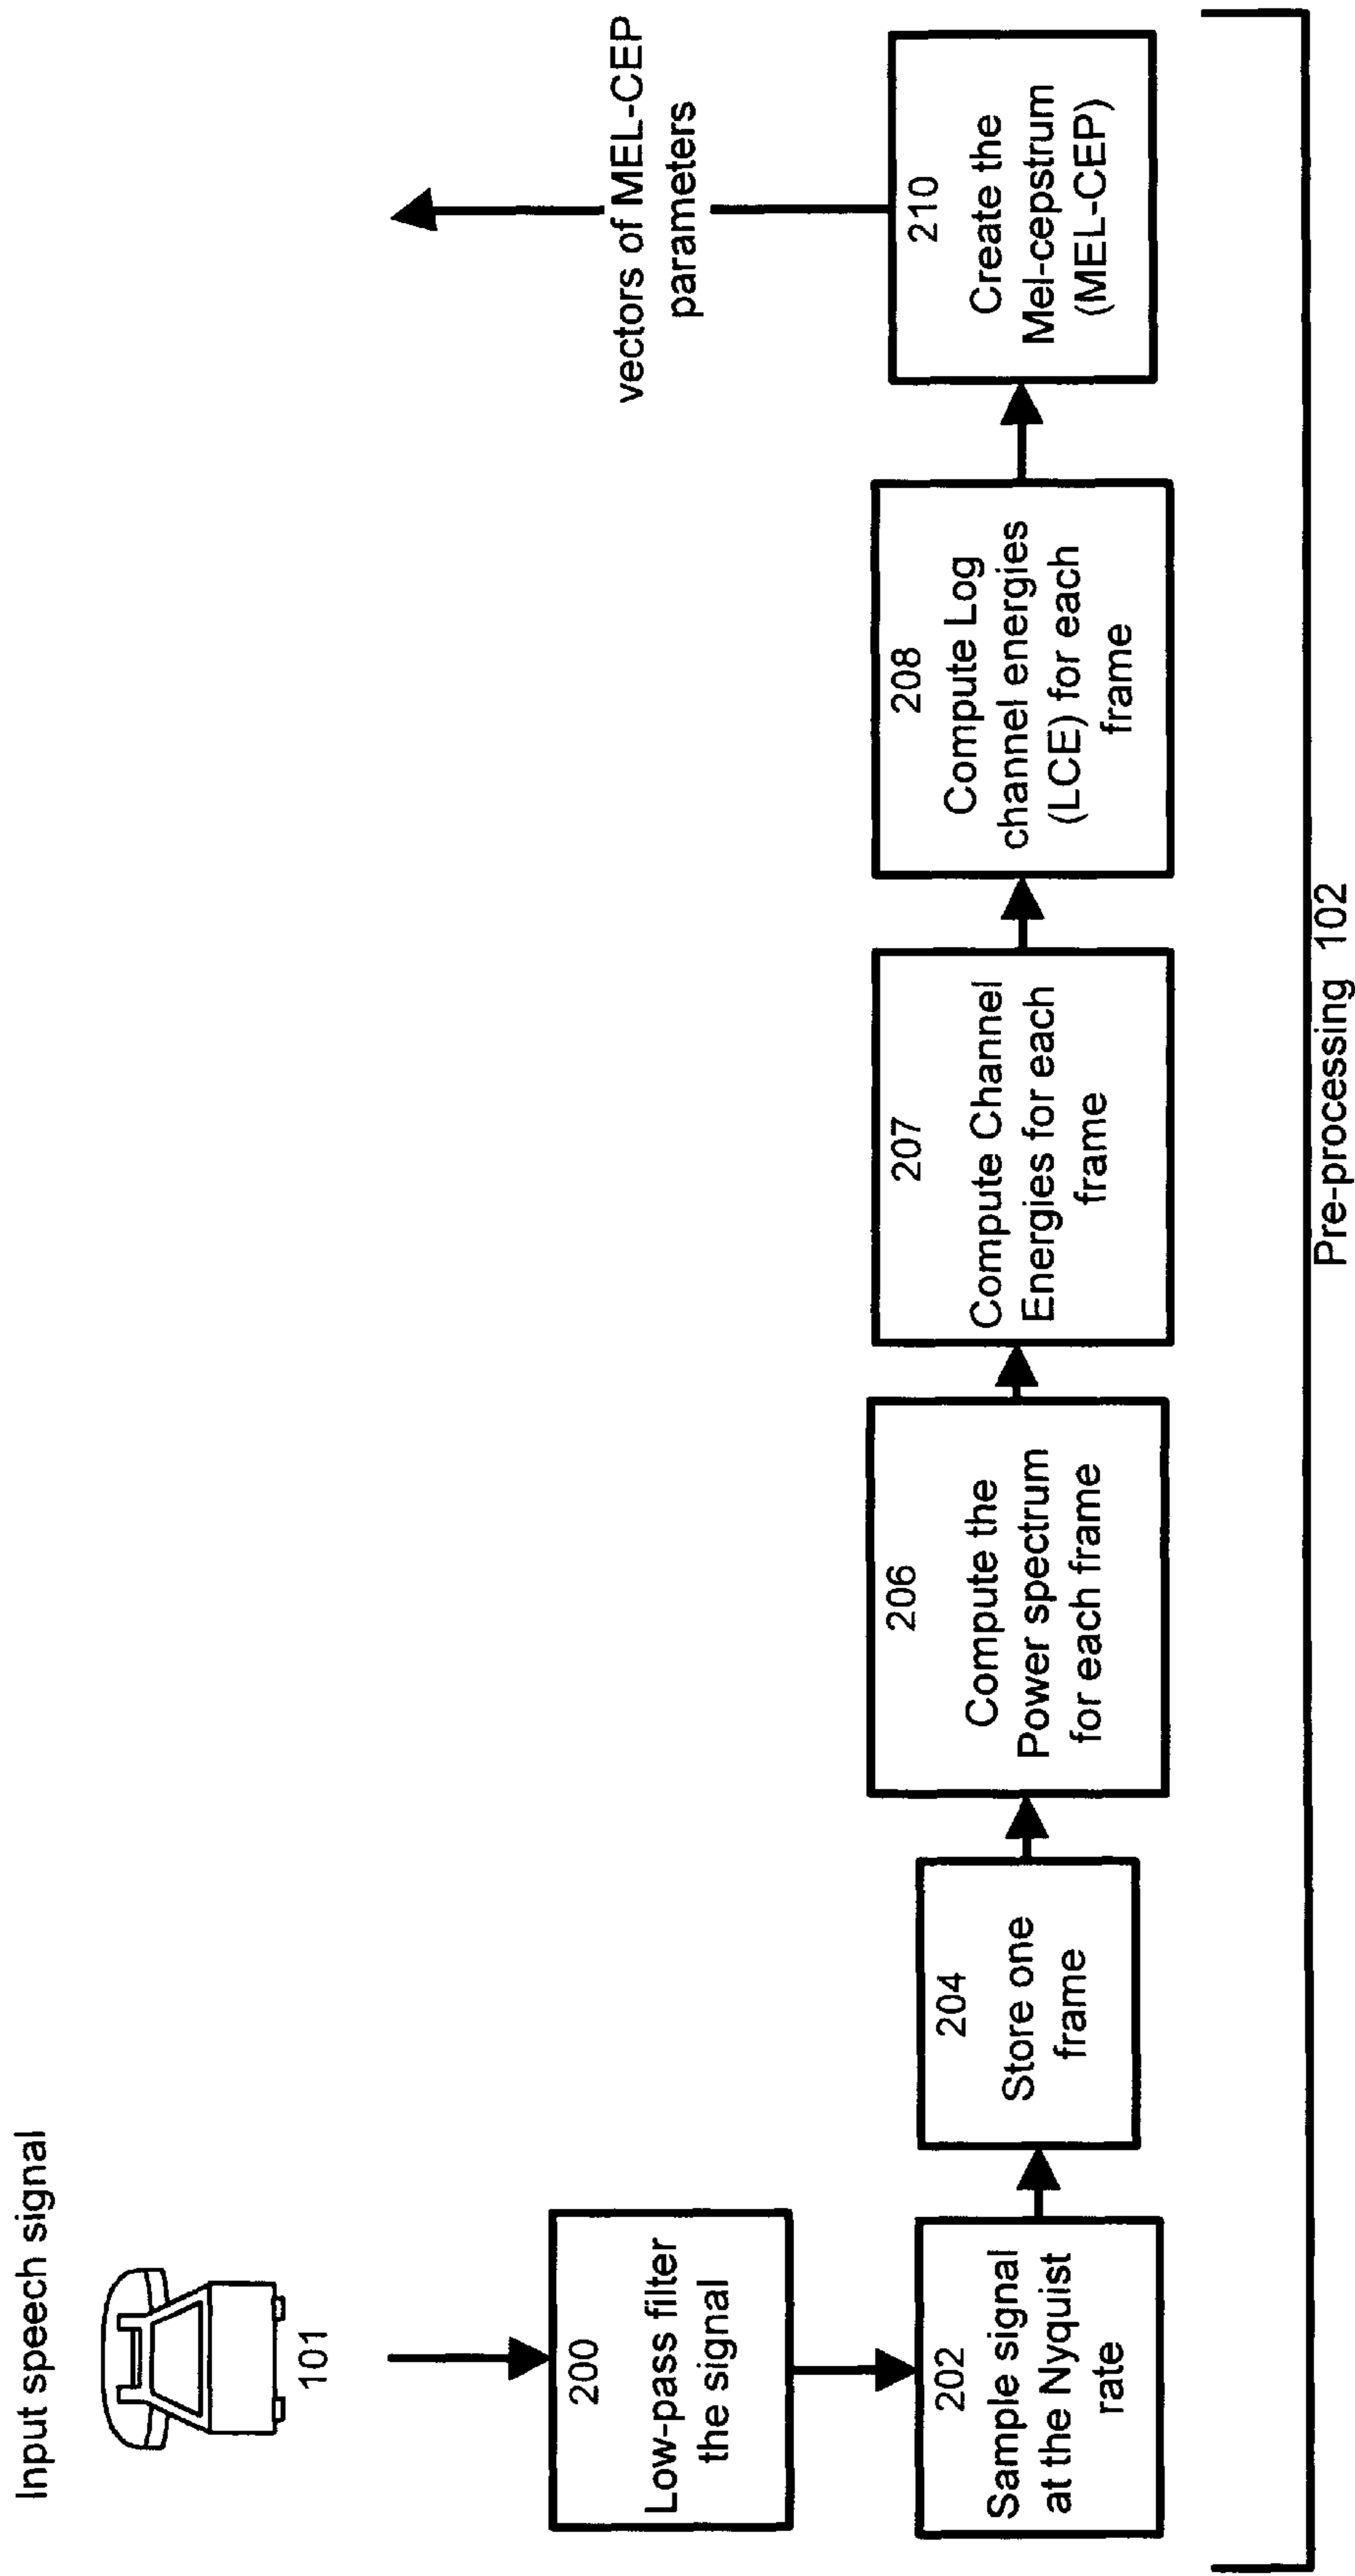 Input speech signal
101
200
Low-pass filter
the signal
202
Sample signal
at the Nyquist
rate
204
Store one
frame
206
Compute the
Power spectrum
for each frame
207
Compute Channel
Energies for each
frame
208
Compute Log
channel energies
(LCE) for each
frame
210
Create the
Mel-cepstrum
(MEL-CEP)
vectors of MEL-CEP
parameters
Pre-processing 102